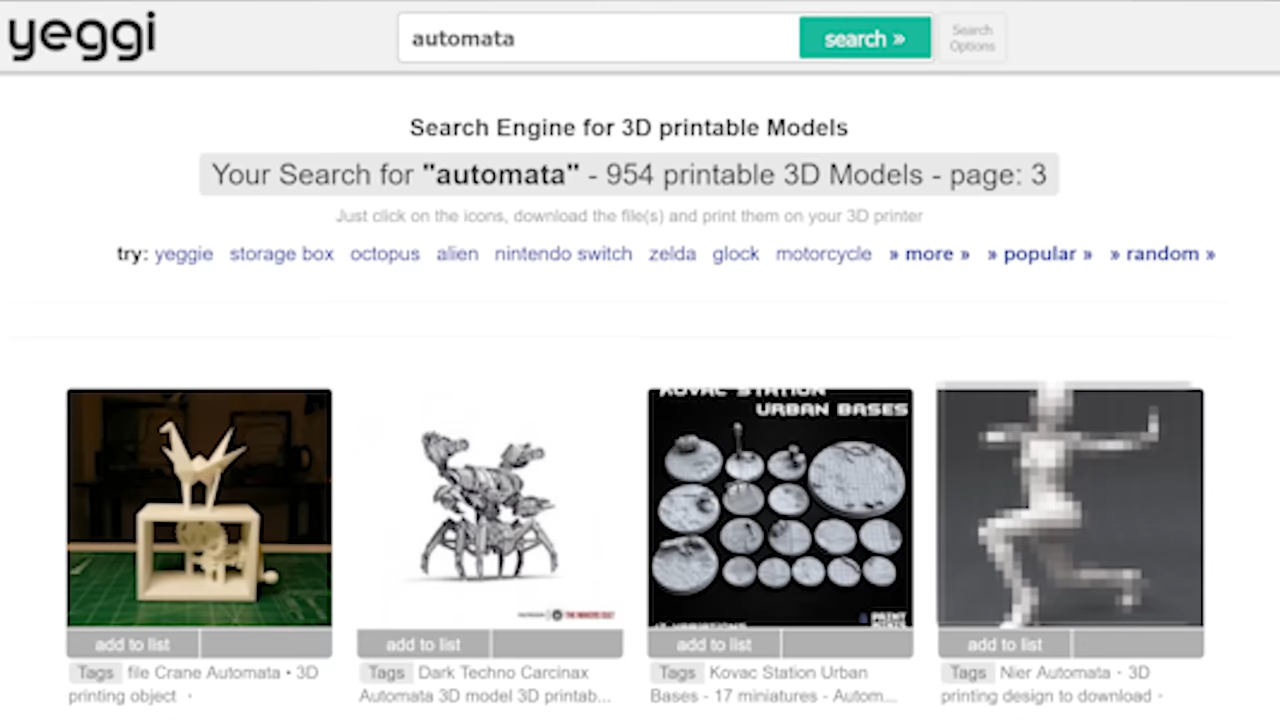 yeggi
automata
search »
Search
Options
Search Engine for 3D printable Models
Your Search for "automata" - 954 printable 3D Models - page: 3
Just click on the icons, download the file(s) and print them on your 3D printer
try: yeggie storage box octopus alien nintendo switch zelda glock motorcycle » more » » popular » » random »
KOVAC STATION
URBAN BASES
add to list
Tags file Crane Automata • 3D
printing object ·
add to list
Tags Dark Techno Carcinax
Automata 3D model 3D printab...
add to list
Tags Kovac Station Urban
Bases - 17 miniatures - Autom...
add to list
Tags Nier Automata · 3D
printing design to download ·